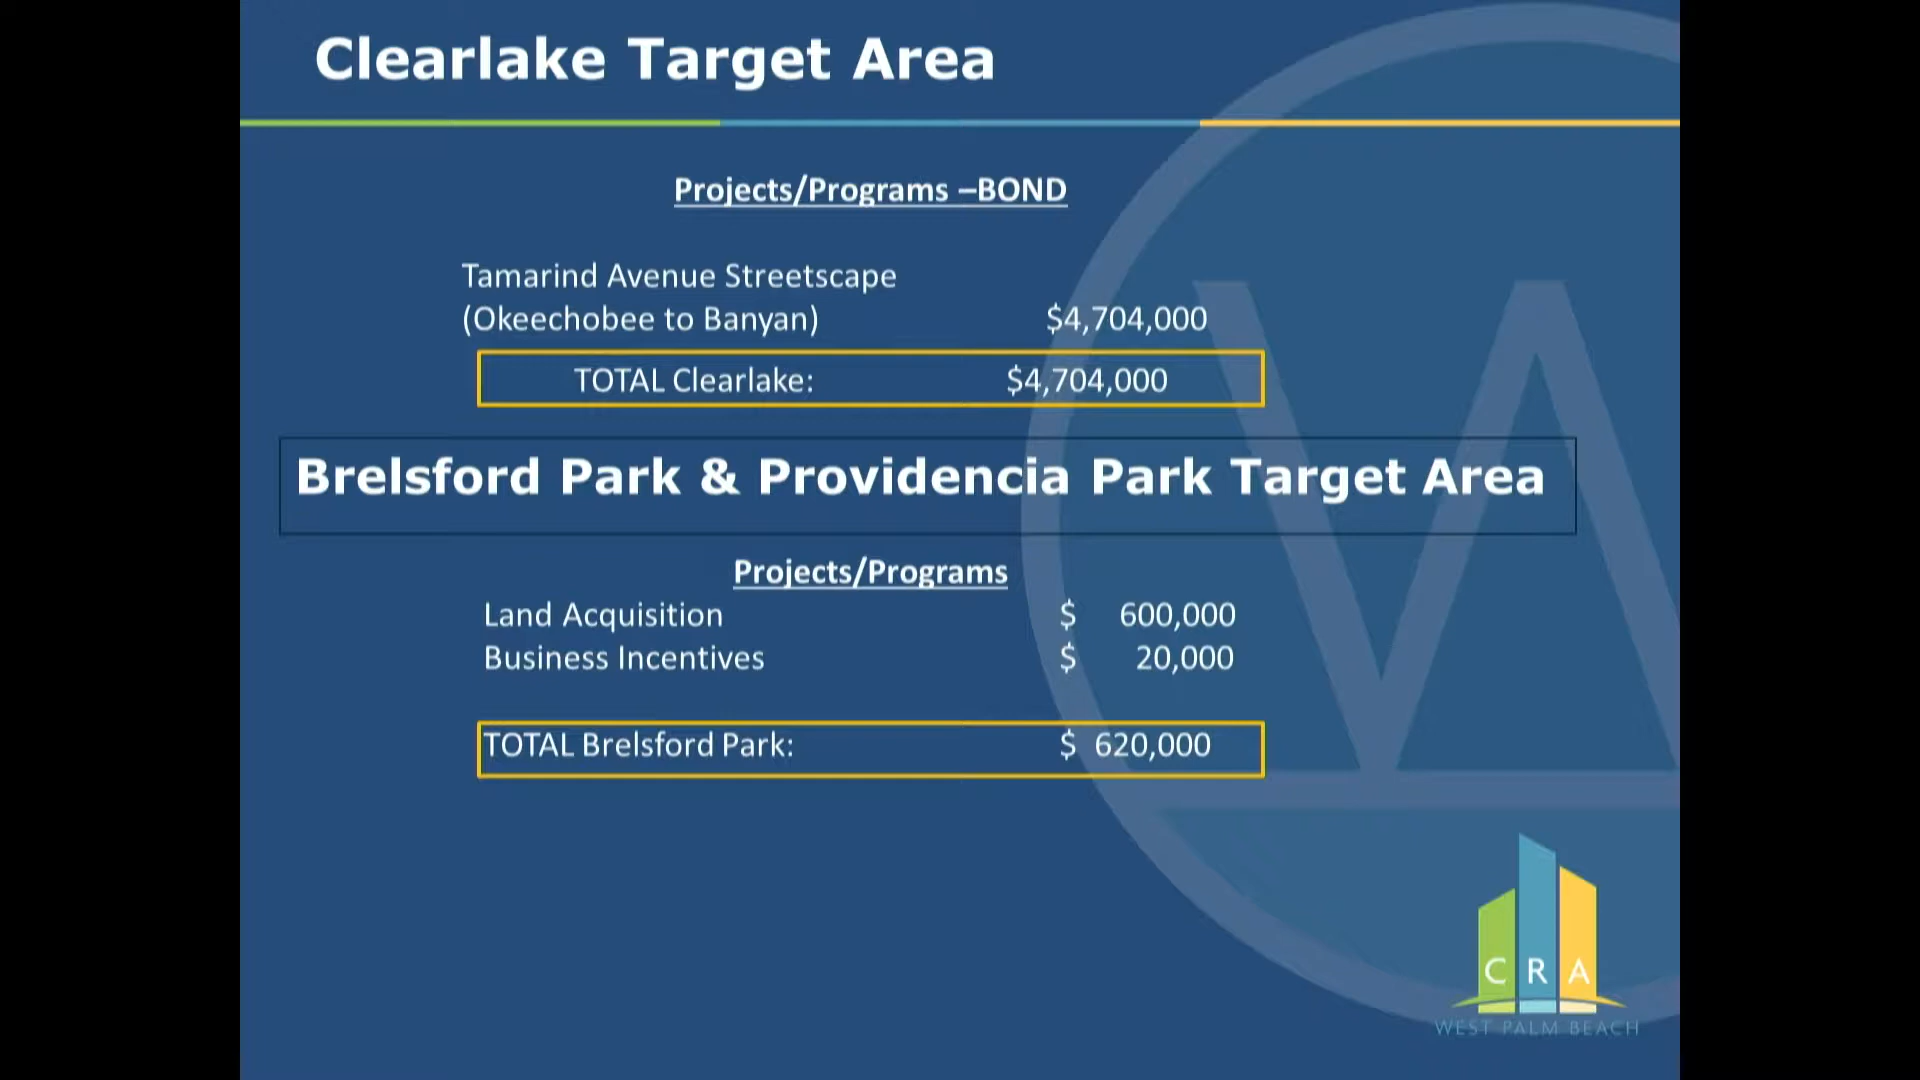 Clearlake Target Area
Projects/Programs –BOND
Tamarind Avenue Streetscape
(Okeechobee to Banyan) $4,704,000
TOTAL Clearlake: $4,704,000
Brelsford Park & Providencia Park Target Area
Projects/Programs
Land Acquisition $ 600,000
Business Incentives $ 20,000
TOTAL Brelsford Park: $ 620,000
C R A
WEST PALM BEACH